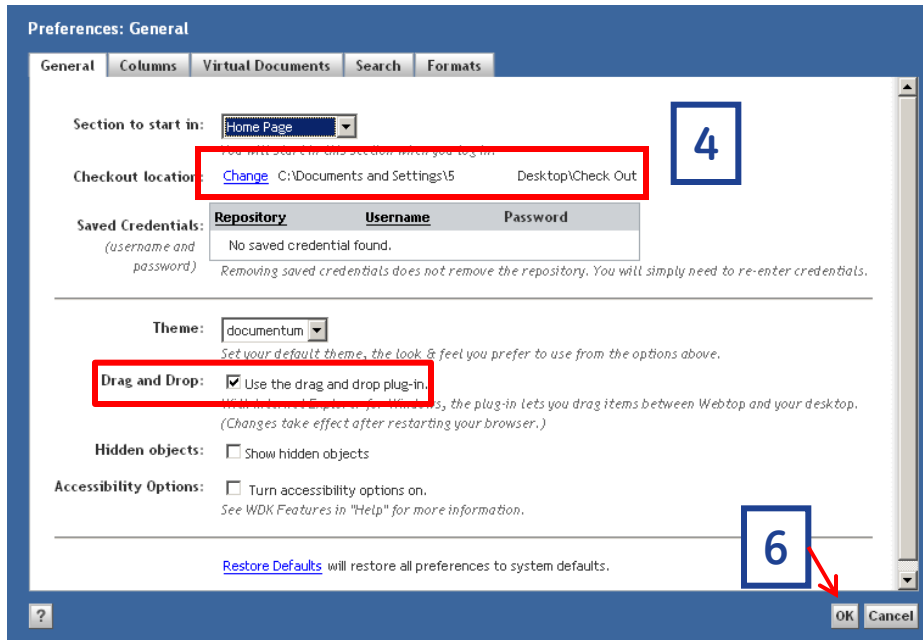 Preferences: General
General Columns Virtual Documents Search Formats
Section to start in: Home Page
You will start in this section when you log in.
4
Checkout location: Change C:\Documents and Settings\5 Desktop\Check Out
Saved Credentials: Repository Username Password
(username and password) No saved credential found.
Removing saved credentials does not remove the repository. You will simply need to re-enter credentials.
Theme: documentum
Set your default theme, the look & feel you prefer to use from the options above.
Drag and Drop: Use the drag and drop plug-in.
With Internet Explorer for Windows, the plug-in lets you drag items between Webtop and your desktop.
(Changes take effect after restarting your browser.)
Hidden objects: Show hidden objects
Accessibility Options: Turn accessibility options on.
See WDK Features in "Help" for more information.
6
Restore Defaults will restore all preferences to system defaults.
? OK Cancel